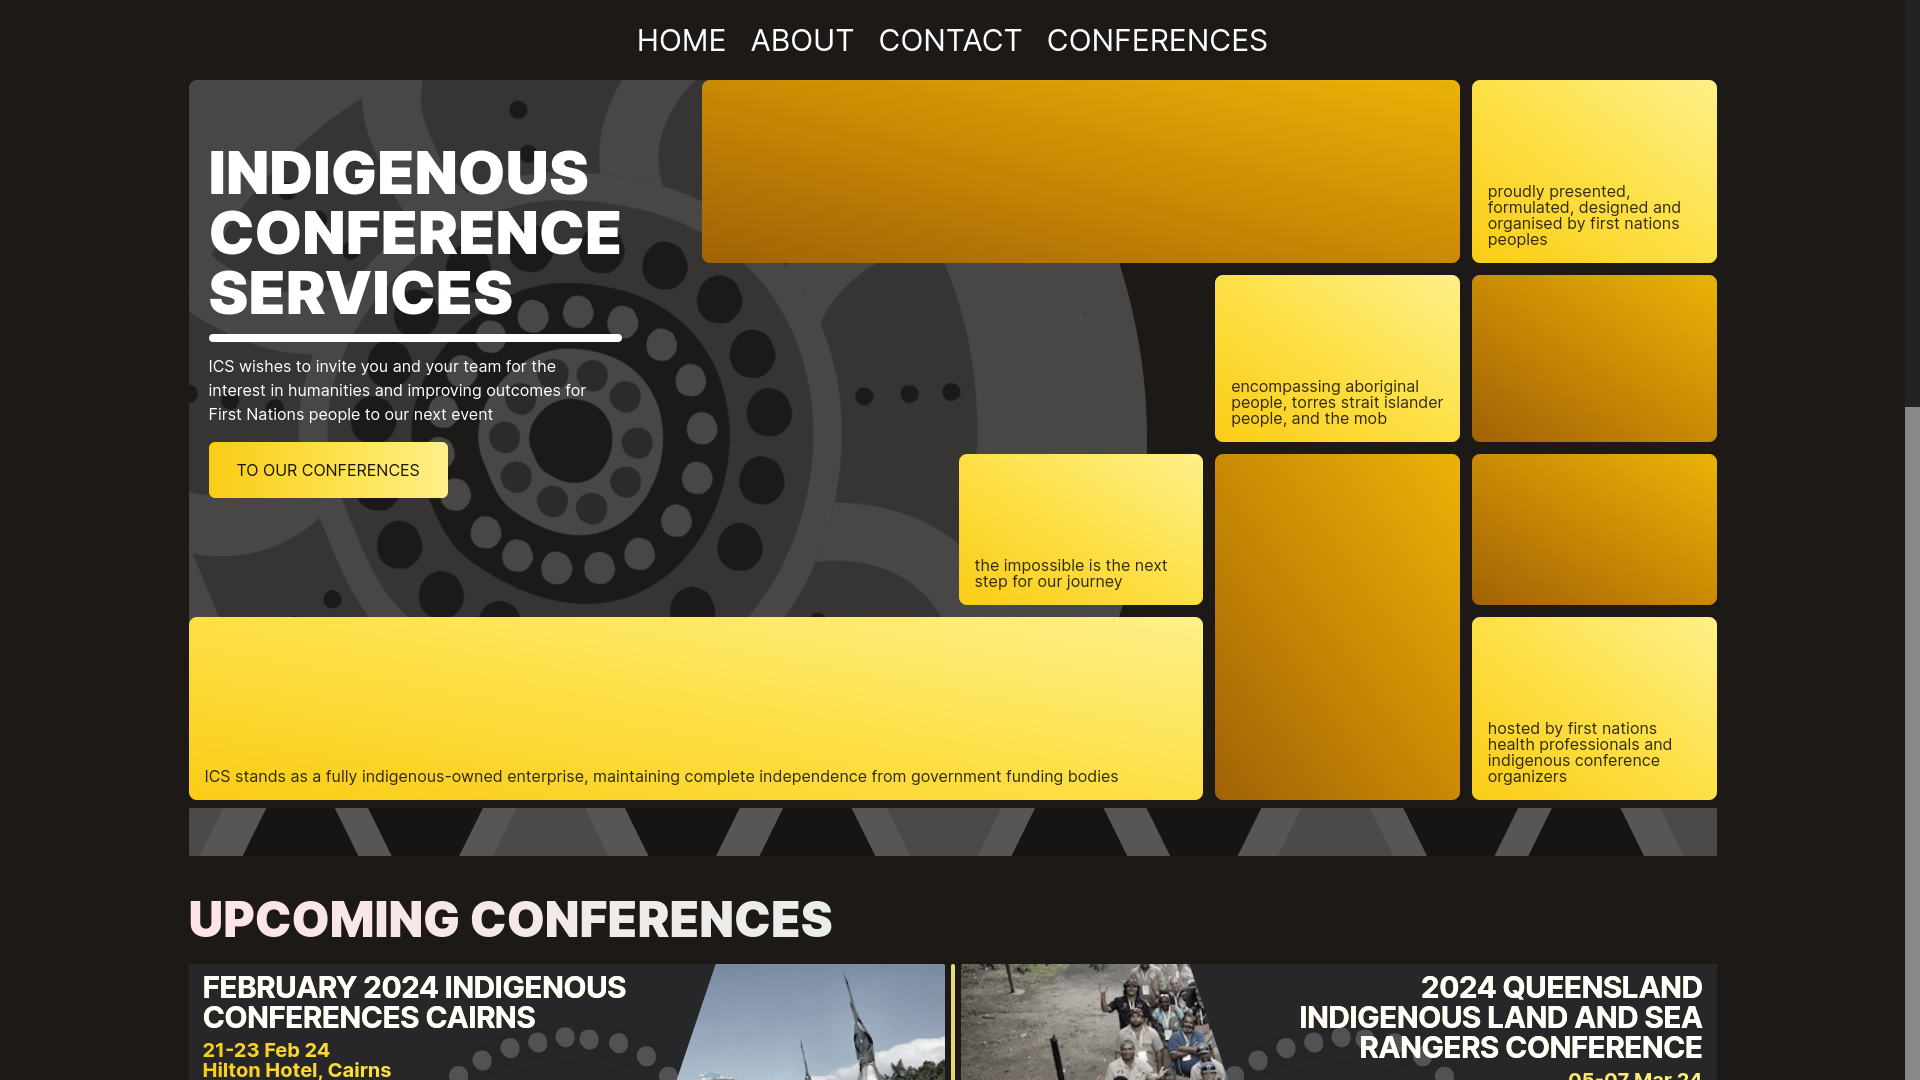 HOME ABOUT CONTACT CONFERENCES
INDIGENOUS
CONFERENCE
SERVICES
ICS wishes to invite you and your team for the
interest in humanities and improving outcomes for
First Nations people to our next event
TO OUR CONFERENCES
proudly presented,
formulated, designed and
organised by first nations
peoples
encompassing aboriginal
people, torres strait islander
people, and the mob
the impossible is the next
step for our journey
ICS stands as a fully indigenous-owned enterprise, maintaining complete independence from government funding bodies
hosted by first nations
health professionals and
indigenous conference
organizers
UPCOMING CONFERENCES
FEBRUARY 2024 INDIGENOUS
CONFERENCES CAIRNS
21-23 Feb 24
Hilton Hotel, Cairns
2024 QUEENSLAND
INDIGENOUS LAND AND SEA
RANGERS CONFERENCE
05-07 Mar 24